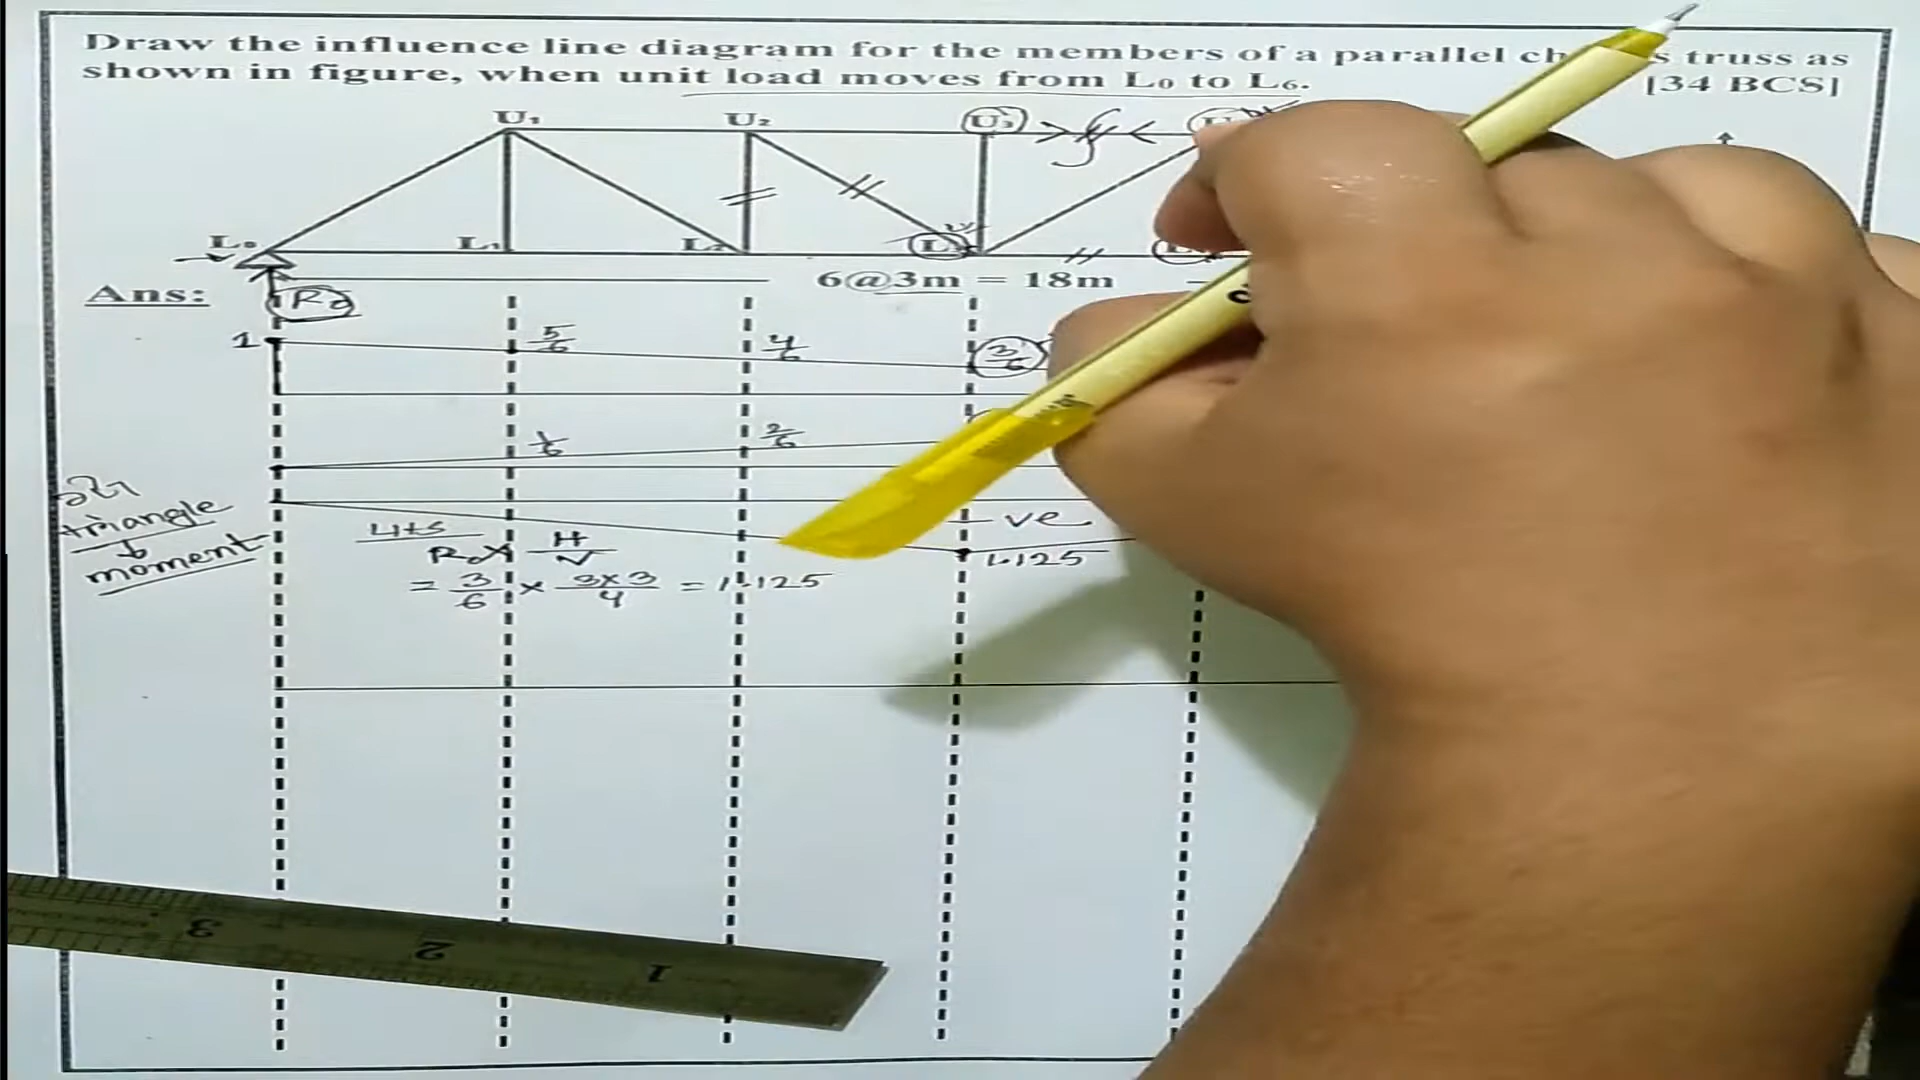 Draw the influence line diagram for the members of a parallel truss as
shown in figure, when unit load moves from L₀ to L₆. [34 BCS]
U₁ U₂ U₃
L₀ L₁ L₂ L₃
6@3m = 18m
Ans: R₀
1 5/6 4/6 3/6
1/6 2/6
triangle
moment
LHS
R₀ × H/V
= 3/6 × 3×3/4 = 1.125
-ve
1.125
3 2 1